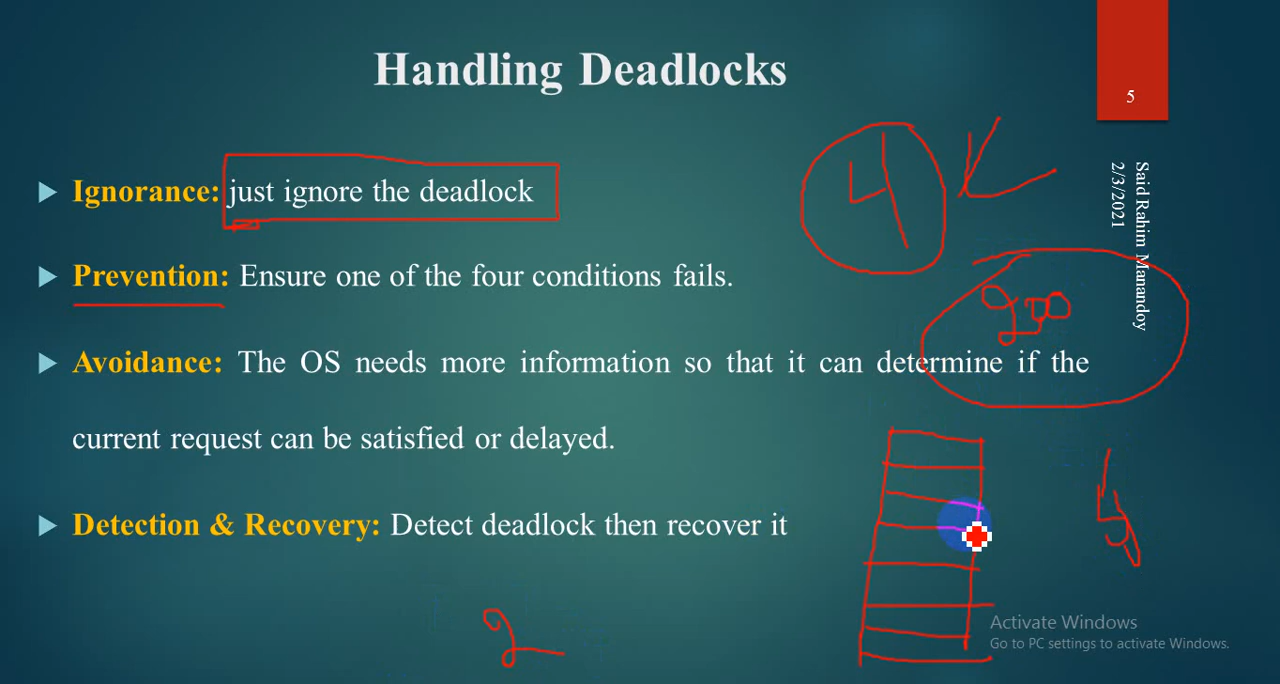 Handling Deadlocks
5
Said Rahim Manandoy
2/3/2021
Ignorance: just ignore the deadlock
Prevention: Ensure one of the four conditions fails.
Avoidance: The OS needs more information so that it can determine if the
current request can be satisfied or delayed.
Detection & Recovery: Detect deadlock then recover it
4
2
Activate Windows
Go to PC settings to activate Windows.